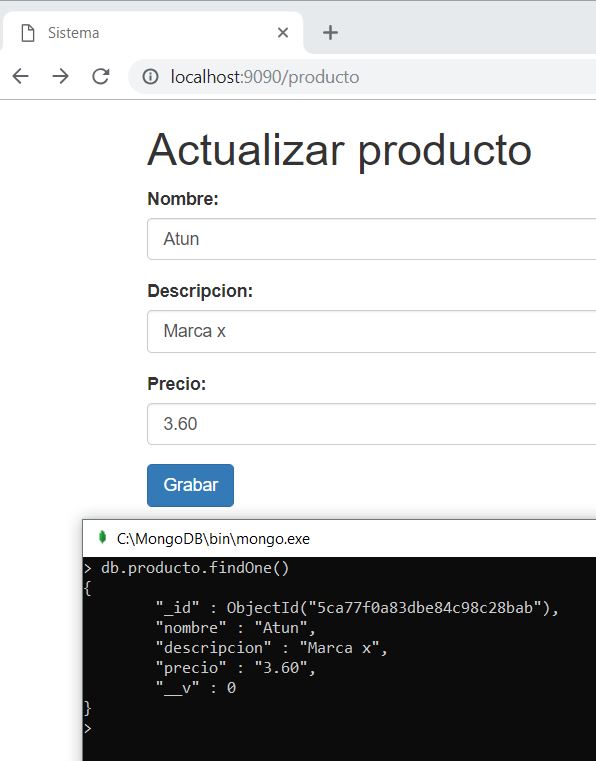 Sistema
localhost:9090/producto
Actualizar producto
Nombre:
Atun
Descripcion:
Marca x
Precio:
3.60
Grabar
C:\MongoDB\bin\mongo.exe
> db.producto.findOne()
{
        "_id" : ObjectId("5ca77f0a83dbe84c98c28bab"),
        "nombre" : "Atun",
        "descripcion" : "Marca x",
        "precio" : "3.60",
        "__v" : 0
}
>